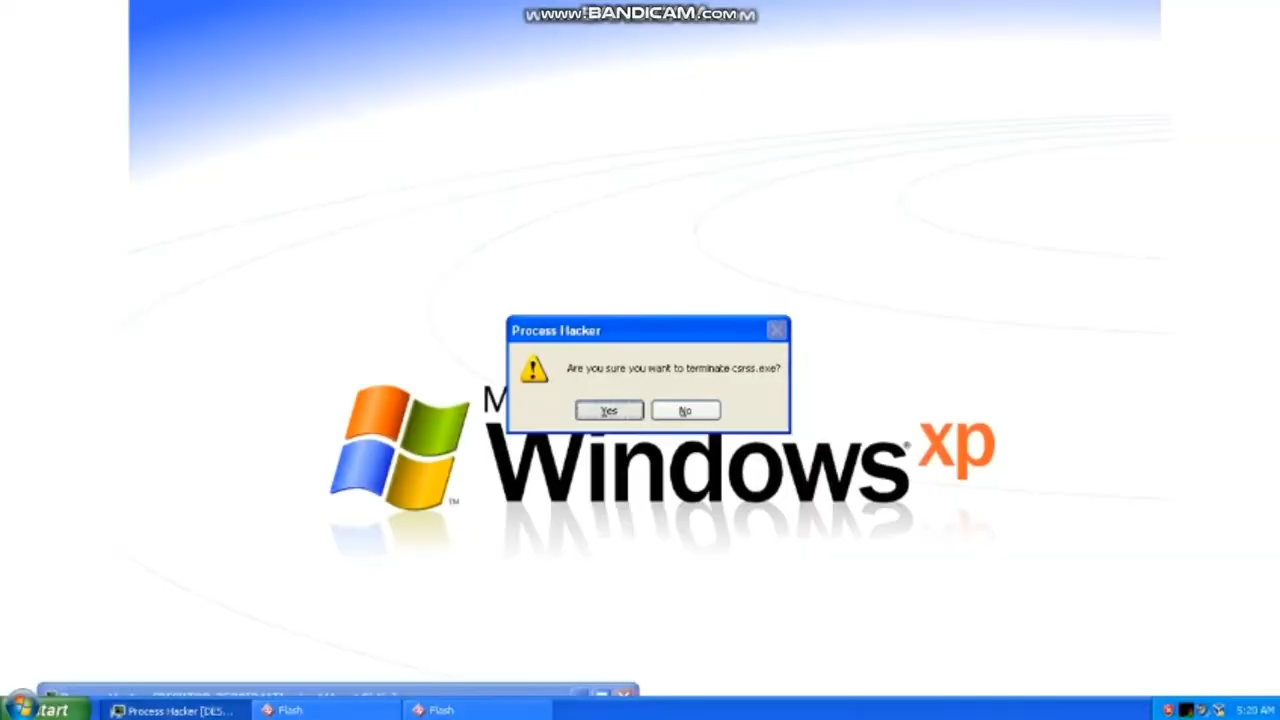 www.BANDICAM.com
Process Hacker
Are you sure you want to terminate csrss.exe?
Yes
No
M
Windows® xp
TM
start
Process Hacker [DES...
Flash
Flash
5:20 AM